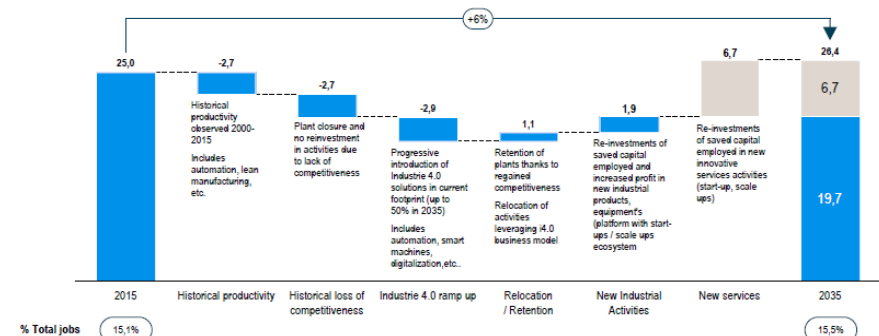 +6%
25,0
-2,7
-2,7
-2,9
1,1
1,9
6,7
26,4
6,7
19,7
Historical
productivity
observed 2000-
2015
Includes
automation, lean
manufacturing,
etc.
Plant closure and
no reinvestment
in activities due
to lack of
competitiveness
Progressive
introduction of
Industrie 4.0
solutions in current
footprint (up to
50% in 2035)
Includes
automation, smart
machines,
digitalization,etc..
Retention of
plants thanks to
regained
competitiveness
Relocation of
activities
leveraging i4.0
business model
Re-investments of
saved capital
employed and
increased profit in
new industrial
products,
equipment's
(platform with start-
ups / scale ups
ecosystem
Re-investments
of saved capital
employed in new
innovative
services activities
(start-up, scale
ups)
2015
Historical productivity
Historical loss of
competitiveness
Industrie 4.0 ramp up
Relocation
/ Retention
New Industrial
Activities
New services
2035
% Total jobs
15,1%
15,5%